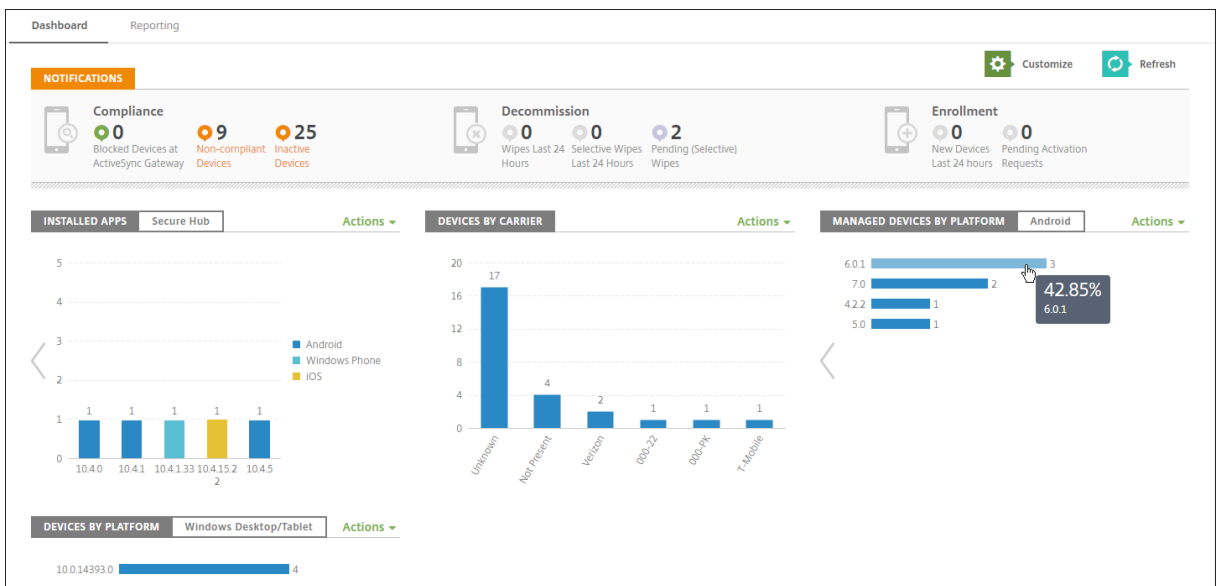 Dashboard Reporting
Customize Refresh
NOTIFICATIONS
Compliance
0 9 25
Blocked Devices at Non-compliant Inactive
ActiveSync Gateway Devices Devices
Decommission
0 0 2
Wipes Last 24 Selective Wipes Pending (Selective)
Hours Last 24 Hours Wipes
Enrollment
0 0
New Devices Pending Activation
Last 24 hours Requests
INSTALLED APPS Secure Hub Actions
5
4
3
2
1
0
1 1 1 1 1
10.4.0 10.4.1 10.4.1.33 10.4.15.2 10.4.5
2
Android
Windows Phone
iOS
DEVICES BY CARRIER Actions
20
16
12
8
4
0
17
4
2
1
1
1
Unknown
Not Present
Verizon
000-22
000-PK
T-Mobile
MANAGED DEVICES BY PLATFORM Android Actions
6.0.1 3
7.0 2
4.2.2 1
5.0 1
42.85%
6.0.1
DEVICES BY PLATFORM Windows Desktop/Tablet Actions
10.0.14393.0 4